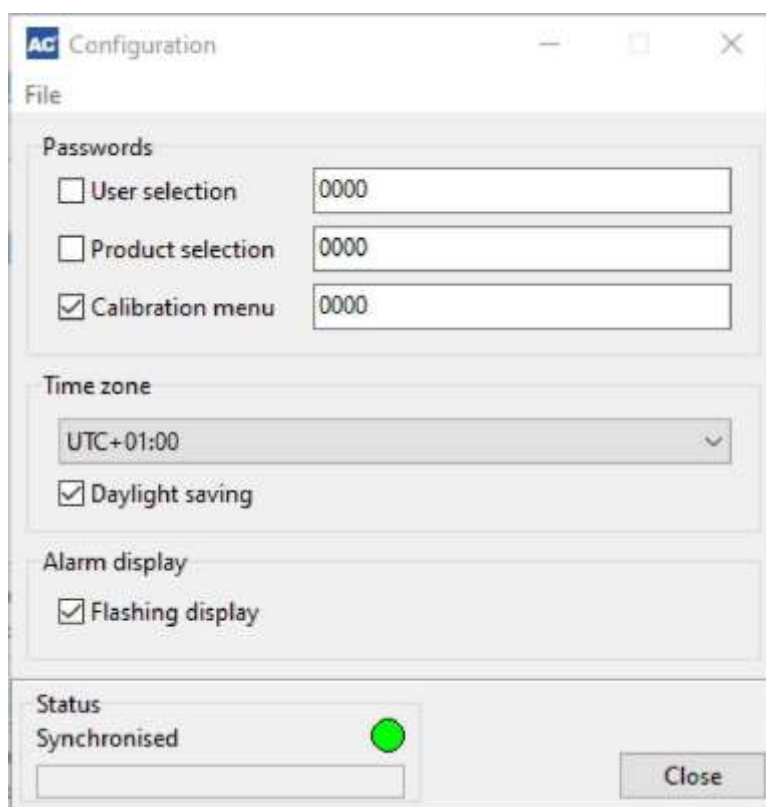 AC Configuration
File
Passwords
User selection 0000
Product selection 0000
Calibration menu 0000
Time zone
UTC+01:00
Daylight saving
Alarm display
Flashing display
Status
Synchronised
Close